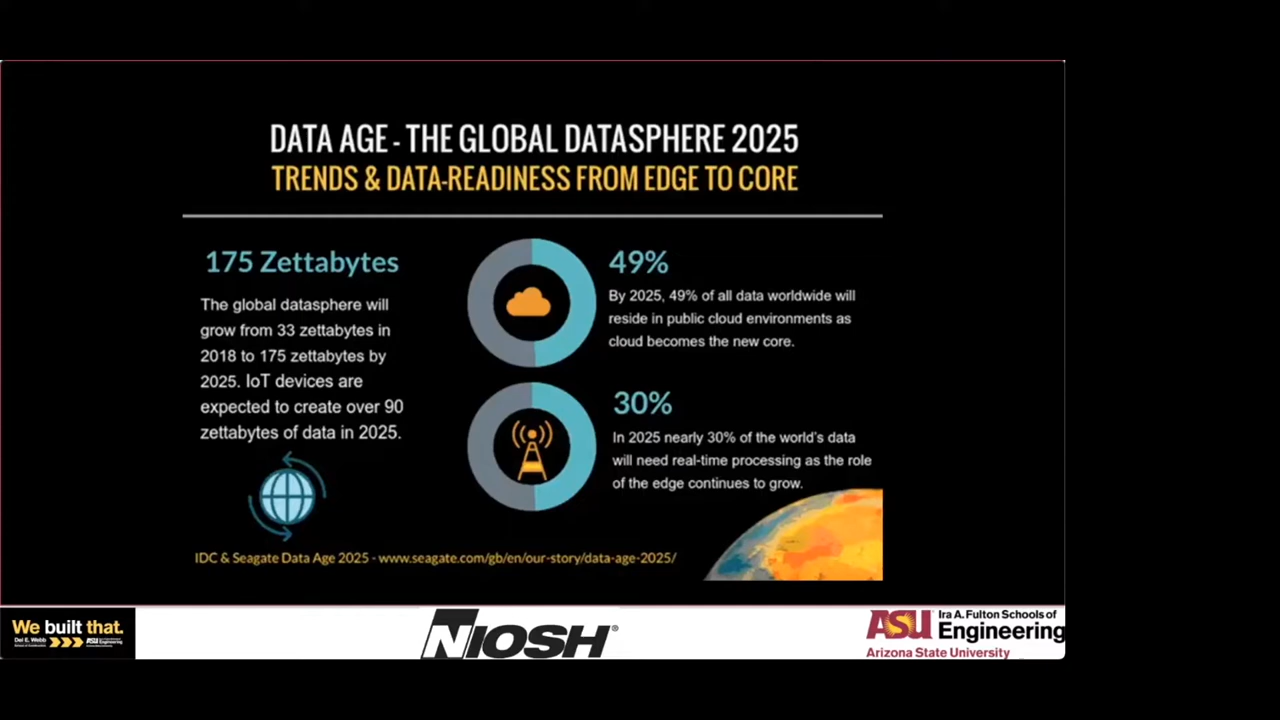 DATA AGE - THE GLOBAL DATASPHERE 2025
TRENDS & DATA-READINESS FROM EDGE TO CORE
175 Zettabytes
The global datasphere will
grow from 33 zettabytes in
2018 to 175 zettabytes by
2025. IoT devices are
expected to create over 90
zettabytes of data in 2025.
49%
By 2025, 49% of all data worldwide will
reside in public cloud environments as
cloud becomes the new core.
30%
In 2025 nearly 30% of the world's data
will need real-time processing as the role
of the edge continues to grow.
IDC & Seagate Data Age 2025 - www.seagate.com/gb/en/our-story/data-age-2025/
We built that.
Del E. Webb
NIOSH®
ASU Ira A. Fulton Schools of
Engineering
Arizona State University